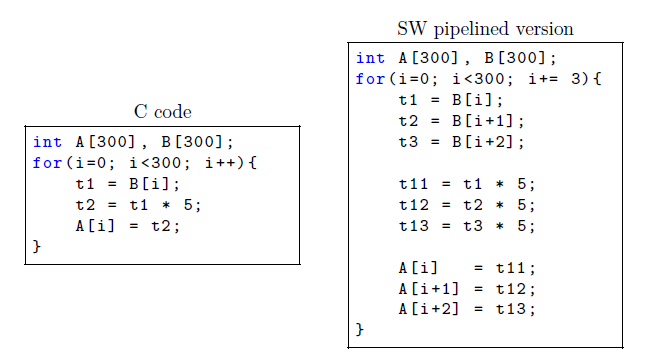 C code
int A[300], B[300];
for(i=0; i<300; i++){
    t1 = B[i];
    t2 = t1 * 5;
    A[i] = t2;
}
SW pipelined version
int A[300], B[300];
for(i=0; i<300; i+= 3){
    t1 = B[i];
    t2 = B[i+1];
    t3 = B[i+2];

    t11 = t1 * 5;
    t12 = t2 * 5;
    t13 = t3 * 5;

    A[i]   = t11;
    A[i+1] = t12;
    A[i+2] = t13;
}